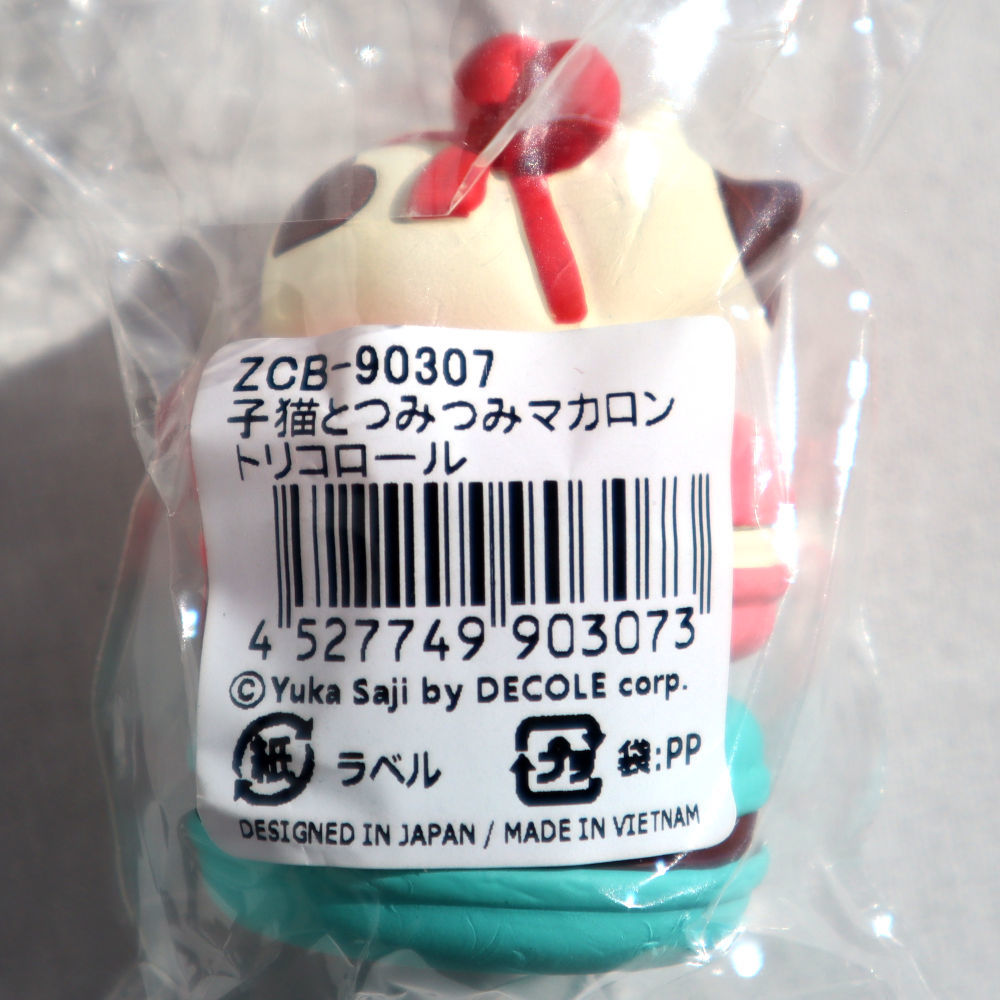 ZCB-90307
子猫とつみつみマカロン
トリコロール
4 527749 903073
©Yuka Saji by DECOLE corp.
紙 ラベル プラ 袋:PP
DESIGNED IN JAPAN / MADE IN VIETNAM